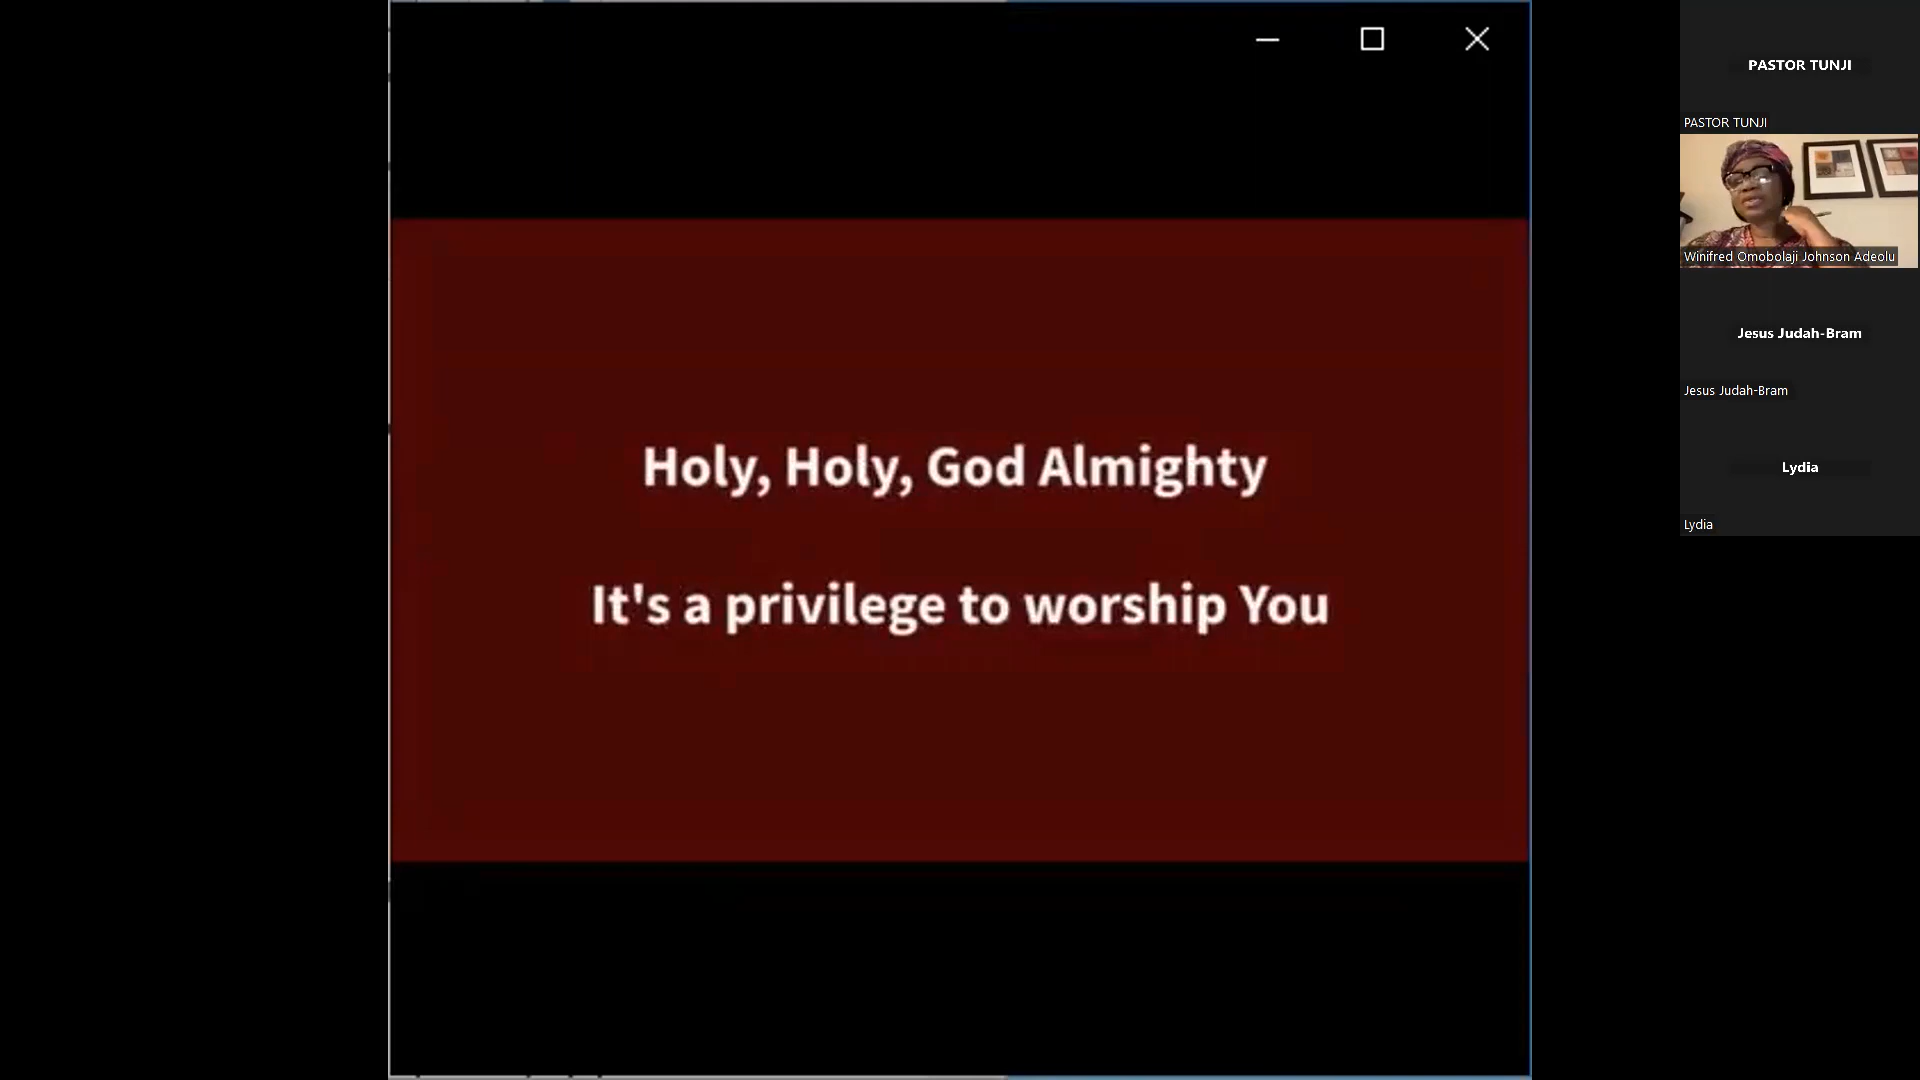 Holy, Holy, God Almighty
It's a privilege to worship You
PASTOR TUNJI
PASTOR TUNJI
Winifred Omobolaji Johnson Adeolu
Jesus Judah-Bram
Jesus Judah-Bram
Lydia
Lydia